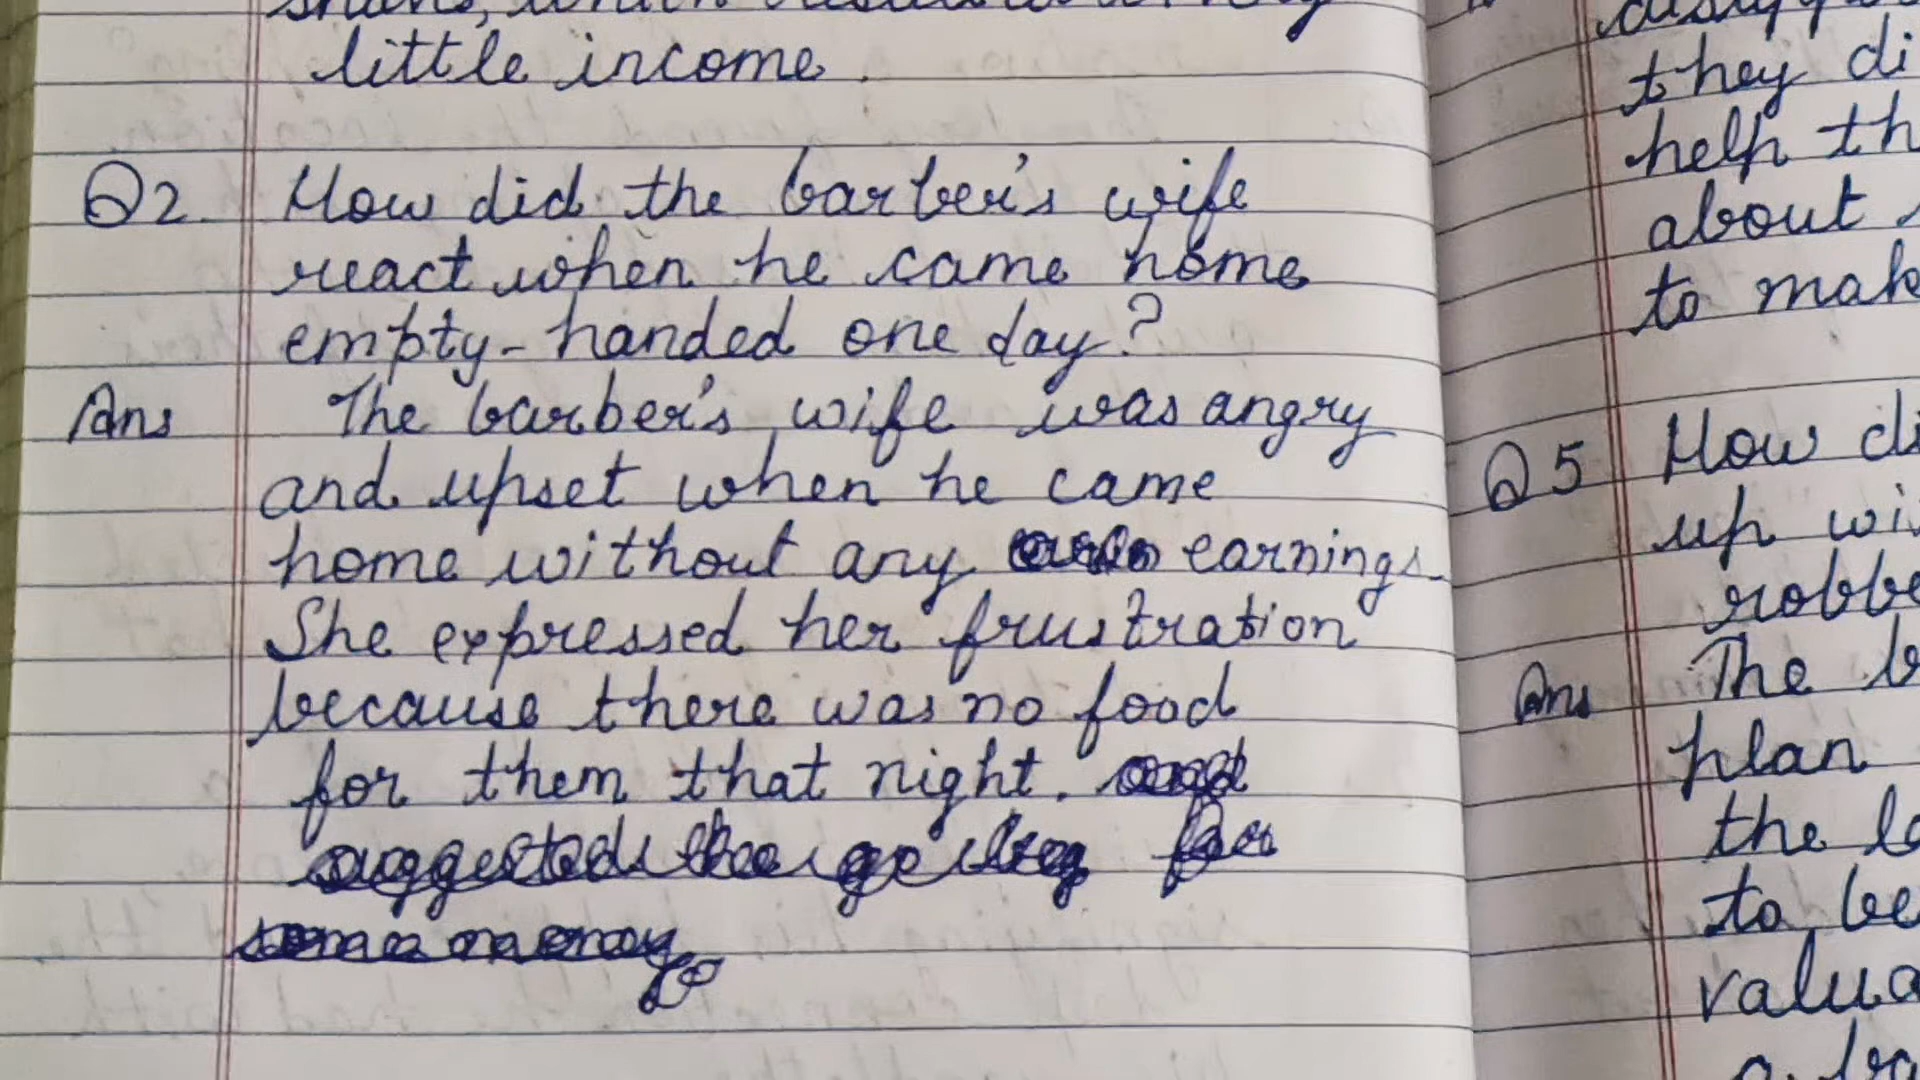 little income.
Q2. How did the barber's wife
react when he came home
empty-handed one day?
Ans The barber's wife was angry
and upset when he came
home without any earnings.
She expressed her frustration
because there was no food
for them that night.
they di
help th
about
to mak
Q5 How di
up wi
robbe
Ans The b
plan
the lo
to be
valua